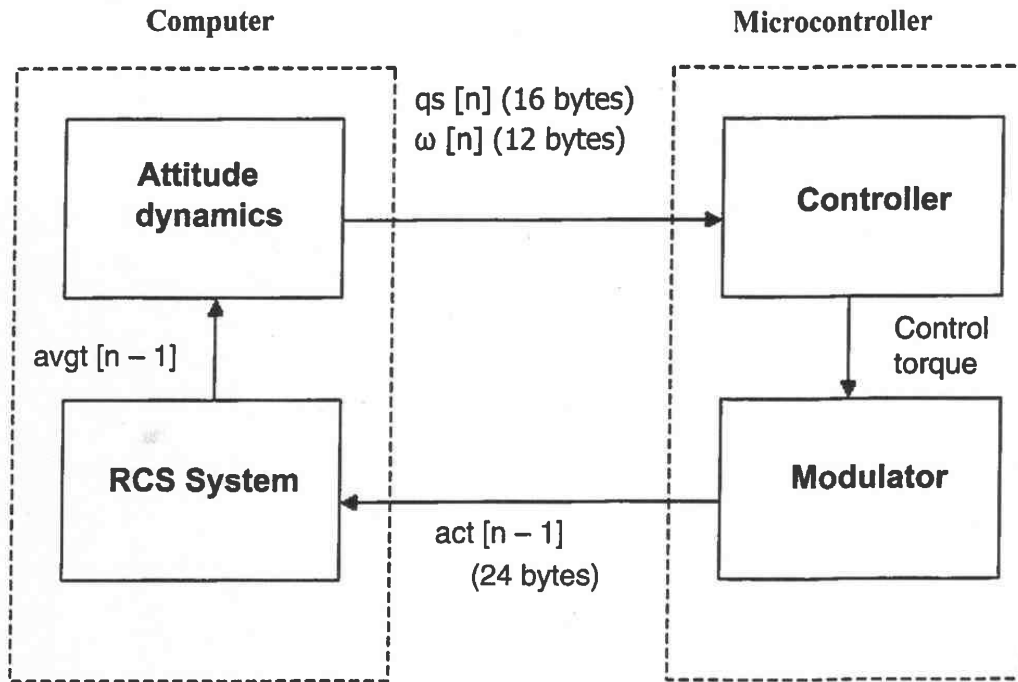 Computer
Microcontroller
qs [n] (16 bytes)
ω [n] (12 bytes)
Attitude
dynamics
Controller
avgt [n – 1]
Control
torque
RCS System
Modulator
act [n – 1]
(24 bytes)